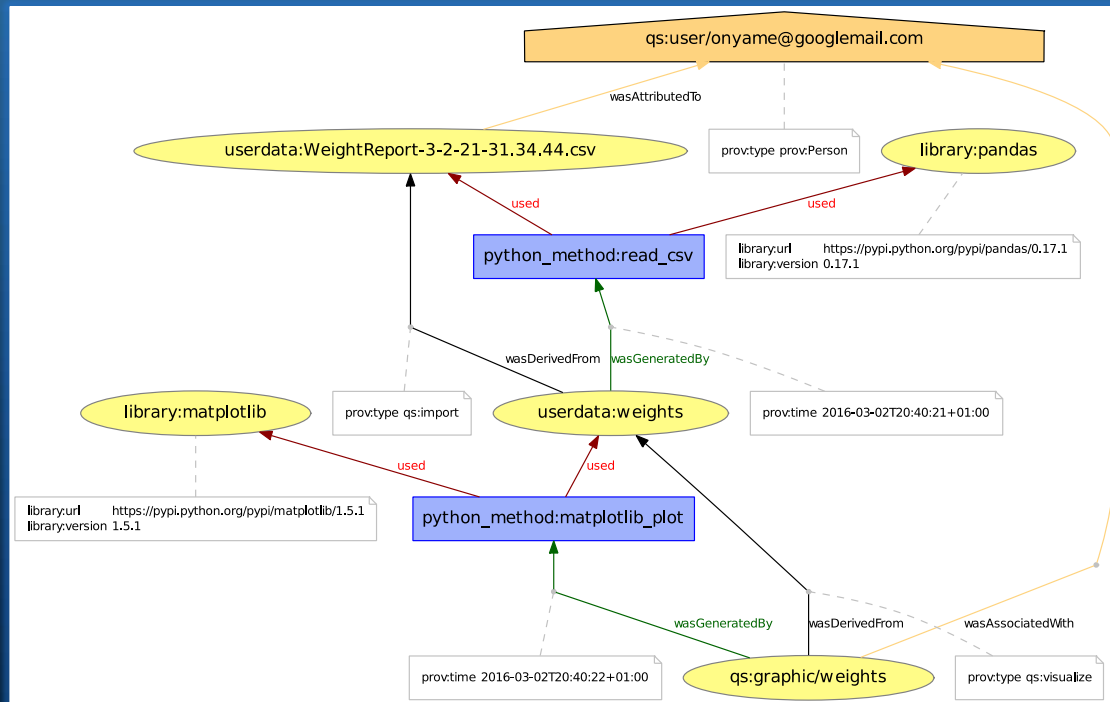 qs:user/onyame@googlemail.com
wasAttributedTo
userdata:WeightReport-3-2-21-31.34.44.csv
prov:type prov:Person
library:pandas
used
used
python_method:read_csv
library:url https://pypi.python.org/pypi/pandas/0.17.1
library:version 0.17.1
wasDerivedFrom
wasGeneratedBy
library:matplotlib
prov:type qs:import
userdata:weights
prov:time 2016-03-02T20:40:21+01:00
used
used
library:url https://pypi.python.org/pypi/matplotlib/1.5.1
library:version 1.5.1
python_method:matplotlib_plot
wasGeneratedBy
wasDerivedFrom
wasAssociatedWith
prov:time 2016-03-02T20:40:22+01:00
qs:graphic/weights
prov:type qs:visualize